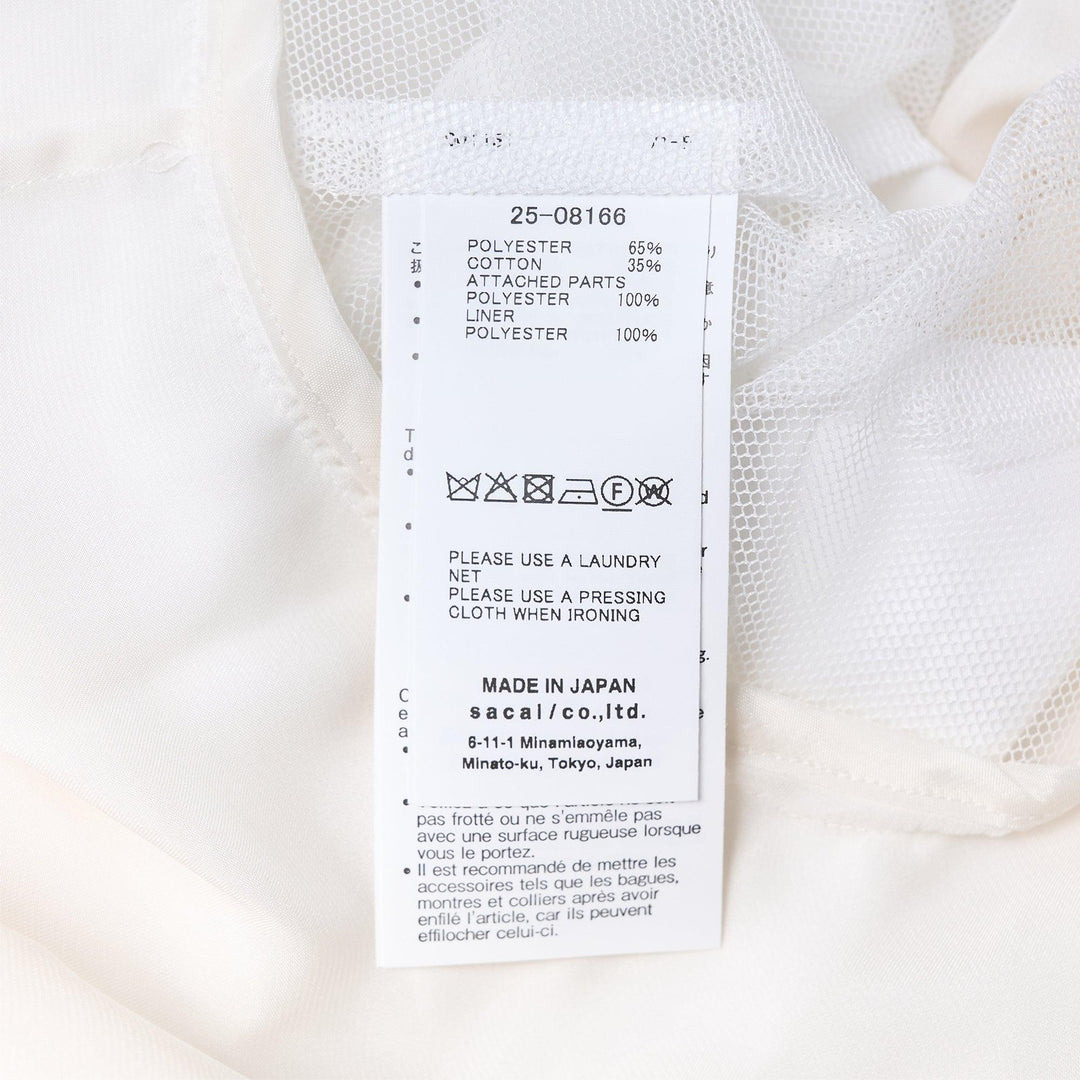 25-08166
POLYESTER 65%
COTTON 35%
ATTACHED PARTS
POLYESTER 100%
LINER
POLYESTER 100%
F
W
PLEASE USE A LAUNDRY
NET
PLEASE USE A PRESSING
CLOTH WHEN IRONING
MADE IN JAPAN
sacai/co.,ltd.
6-11-1 Minamiaoyama,
Minato-ku, Tokyo, Japan
pas frotté ou ne s'emmêle pas
avec une surface rugueuse lorsque
vous le portez.
• Il est recommandé de mettre les
accessoires tels que les bagues,
montres et colliers après avoir
enfilé l'article, car ils peuvent
effilocher celui-ci.